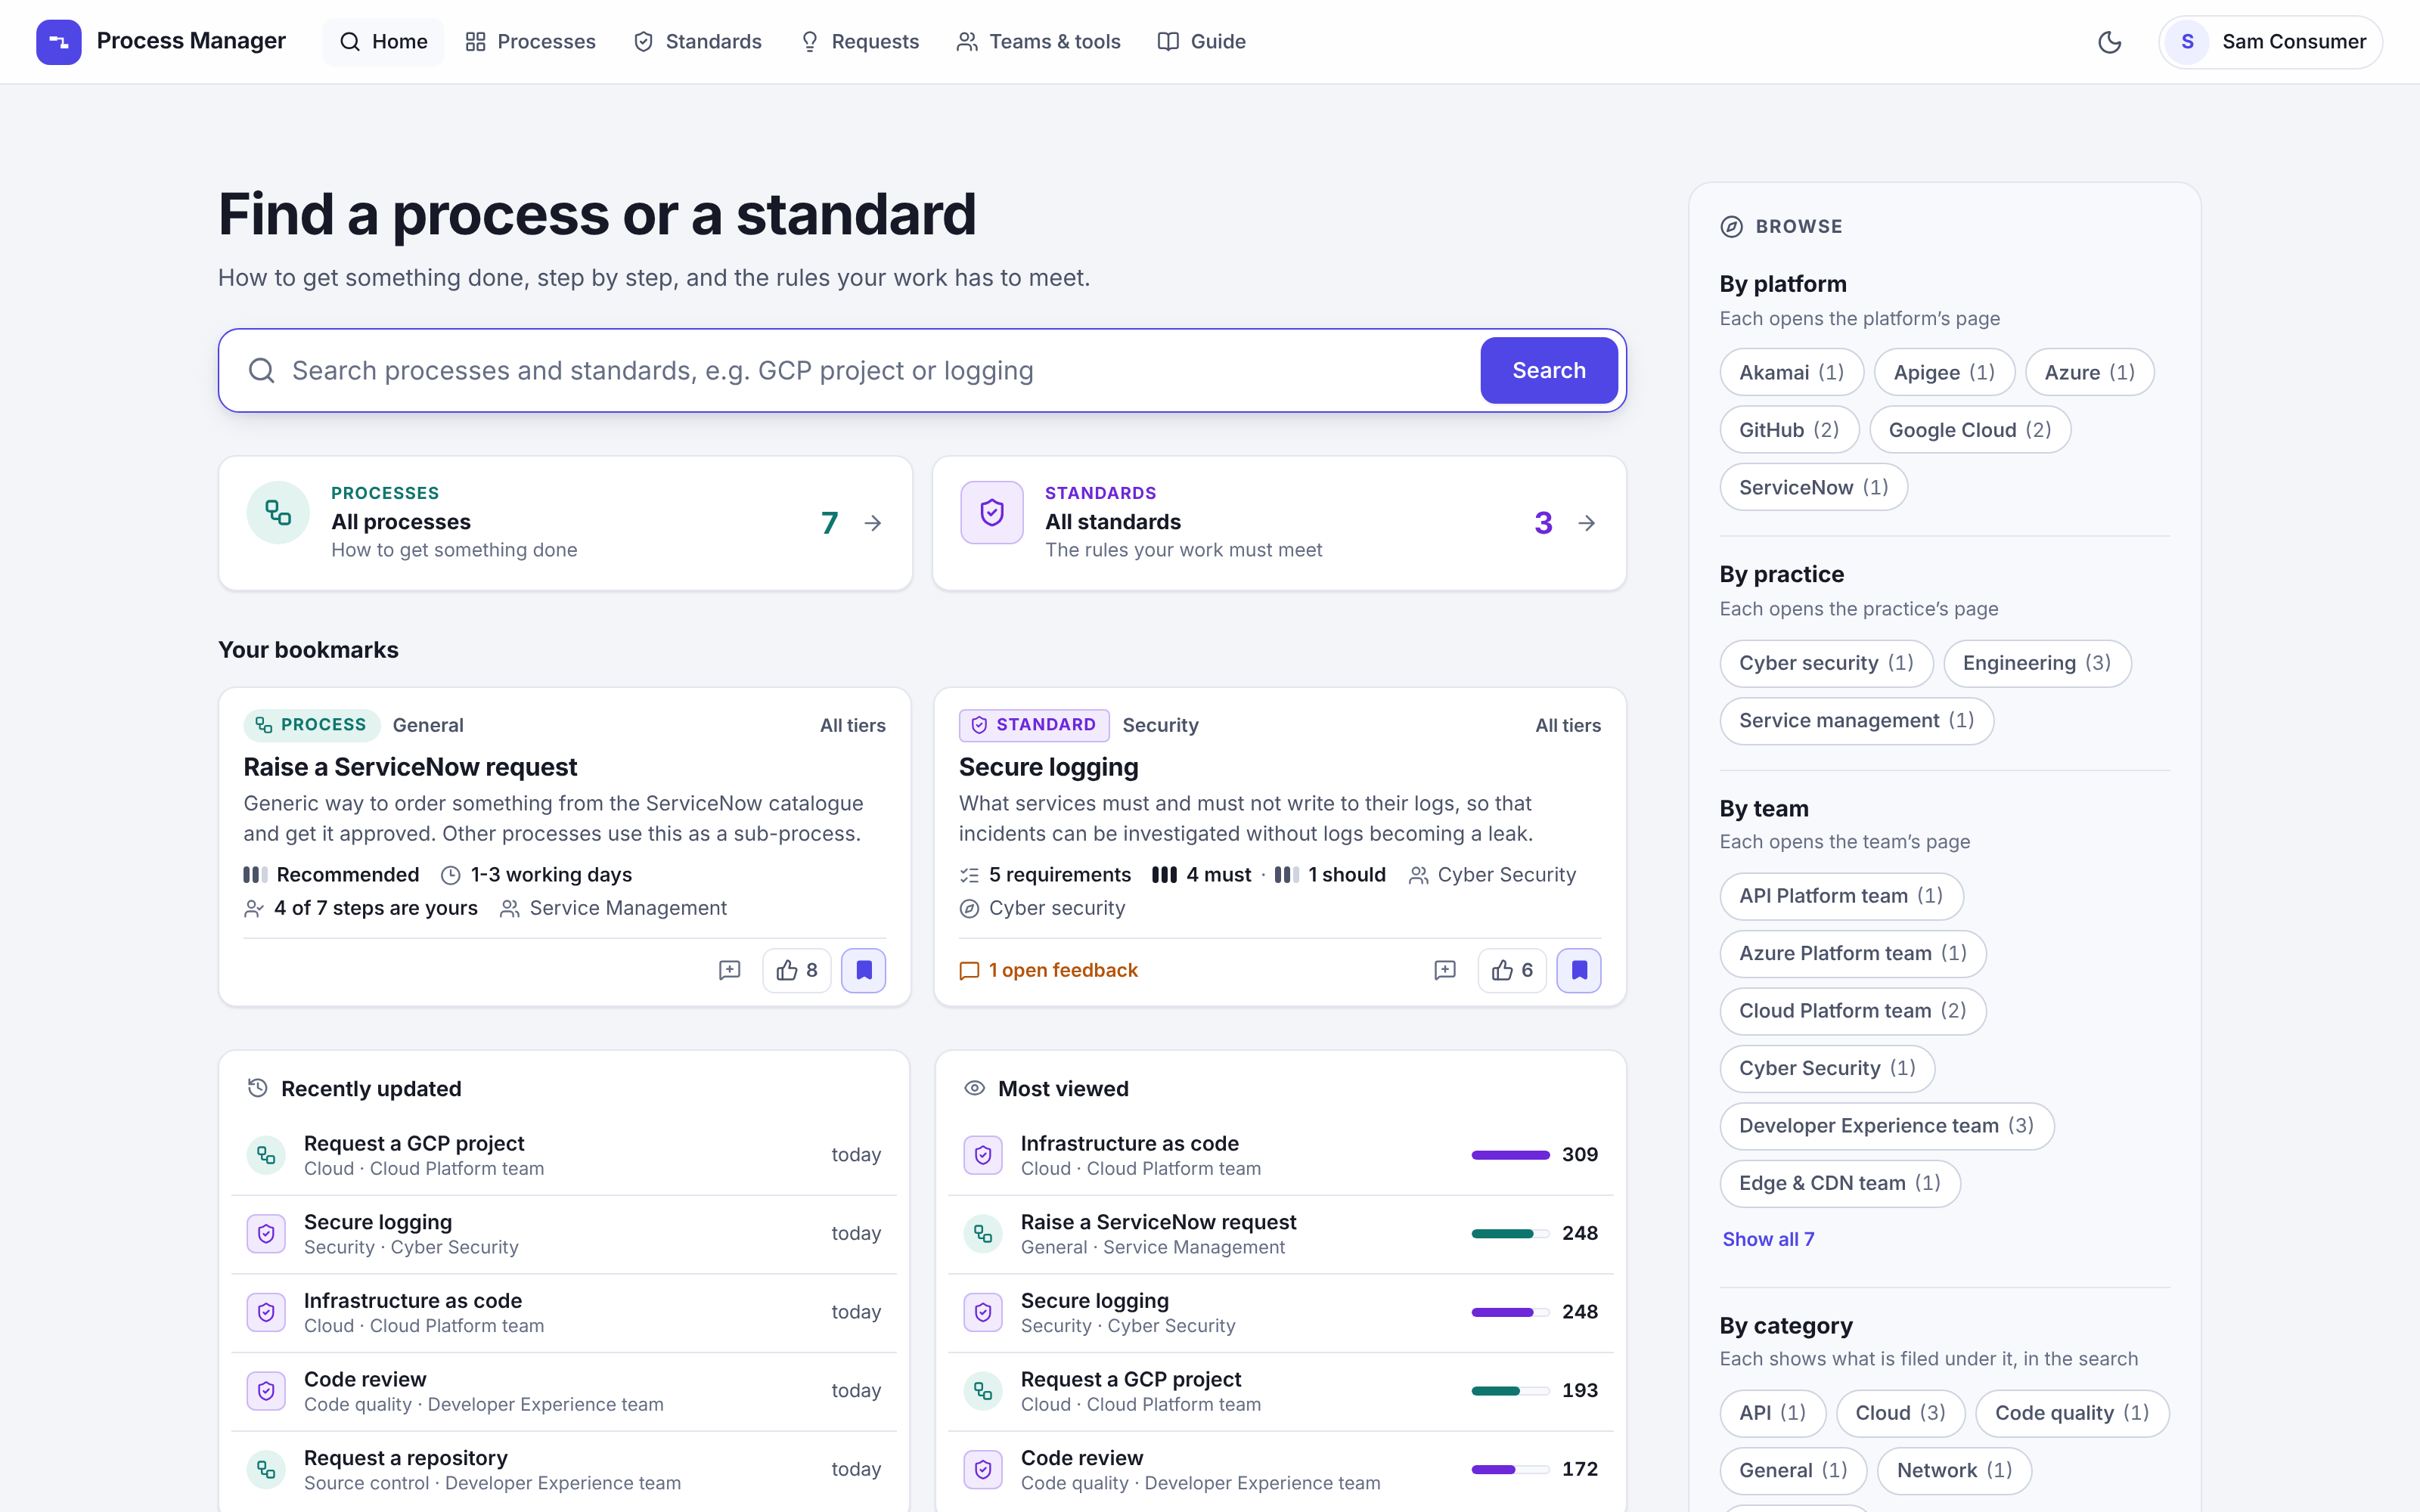 Process Manager
Home
Processes
Standards
Requests
Teams & tools
Guide
S
Sam Consumer
Find a process or a standard
How to get something done, step by step, and the rules your work has to meet.
Search processes and standards, e.g. GCP project or logging
Search
PROCESSES
All processes
How to get something done
7
STANDARDS
All standards
The rules your work must meet
3
Your bookmarks
PROCESS
General
All tiers
Raise a ServiceNow request
Generic way to order something from the ServiceNow catalogue
and get it approved. Other processes use this as a sub-process.
Recommended
1-3 working days
4 of 7 steps are yours
Service Management
8
STANDARD
Security
All tiers
Secure logging
What services must and must not write to their logs, so that
incidents can be investigated without logs becoming a leak.
5 requirements
4 must · 1 should
Cyber Security
Cyber security
1 open feedback
6
Recently updated
Request a GCP project
Cloud · Cloud Platform team
today
Secure logging
Security · Cyber Security
today
Infrastructure as code
Cloud · Cloud Platform team
today
Code review
Code quality · Developer Experience team
today
Request a repository
Source control · Developer Experience team
today
Most viewed
Infrastructure as code
Cloud · Cloud Platform team
309
Raise a ServiceNow request
General · Service Management
248
Secure logging
Security · Cyber Security
248
Request a GCP project
Cloud · Cloud Platform team
193
Code review
Code quality · Developer Experience team
172
BROWSE
By platform
Each opens the platform’s page
Akamai (1)
Apigee (1)
Azure (1)
GitHub (2)
Google Cloud (2)
ServiceNow (1)
By practice
Each opens the practice’s page
Cyber security (1)
Engineering (3)
Service management (1)
By team
Each opens the team’s page
API Platform team (1)
Azure Platform team (1)
Cloud Platform team (2)
Cyber Security (1)
Developer Experience team (3)
Edge & CDN team (1)
Show all 7
By category
Each shows what is filed under it, in the search
API (1)
Cloud (3)
Code quality (1)
General (1)
Network (1)